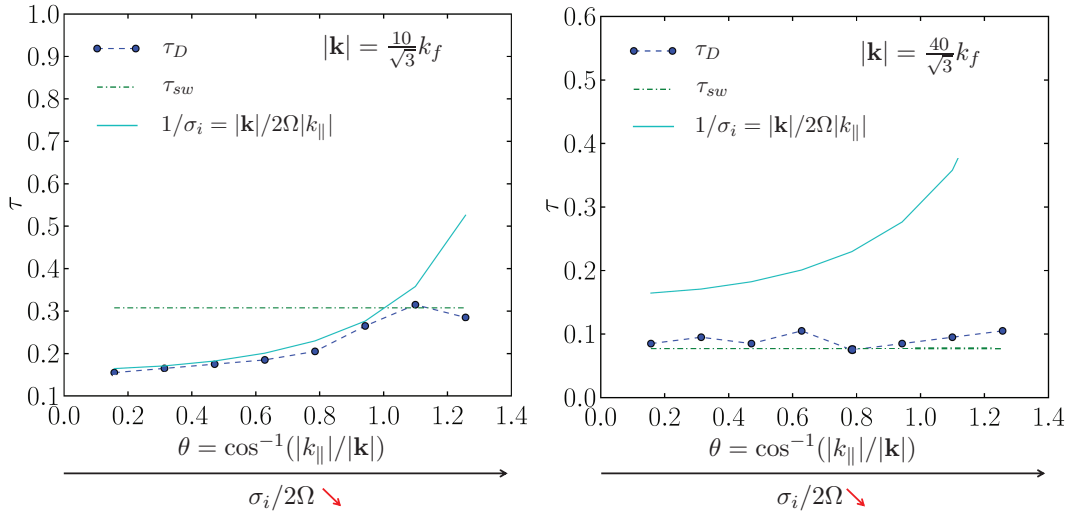 1.0
0.9
0.8
0.7
0.6
0.5
0.4
0.3
0.2
0.1
τ
τ_D
τ_sw
1/σ_i = |k|/2Ω|k_∥|
|k| = 10/√3 k_f
0.0 0.2 0.4 0.6 0.8 1.0 1.2 1.4
θ = cos⁻¹(|k_∥|/|k|)
σ_i/2Ω
0.6
0.5
0.4
0.3
0.2
0.1
0.0
τ
τ_D
τ_sw
1/σ_i = |k|/2Ω|k_∥|
|k| = 40/√3 k_f
0.0 0.2 0.4 0.6 0.8 1.0 1.2 1.4
θ = cos⁻¹(|k_∥|/|k|)
σ_i/2Ω